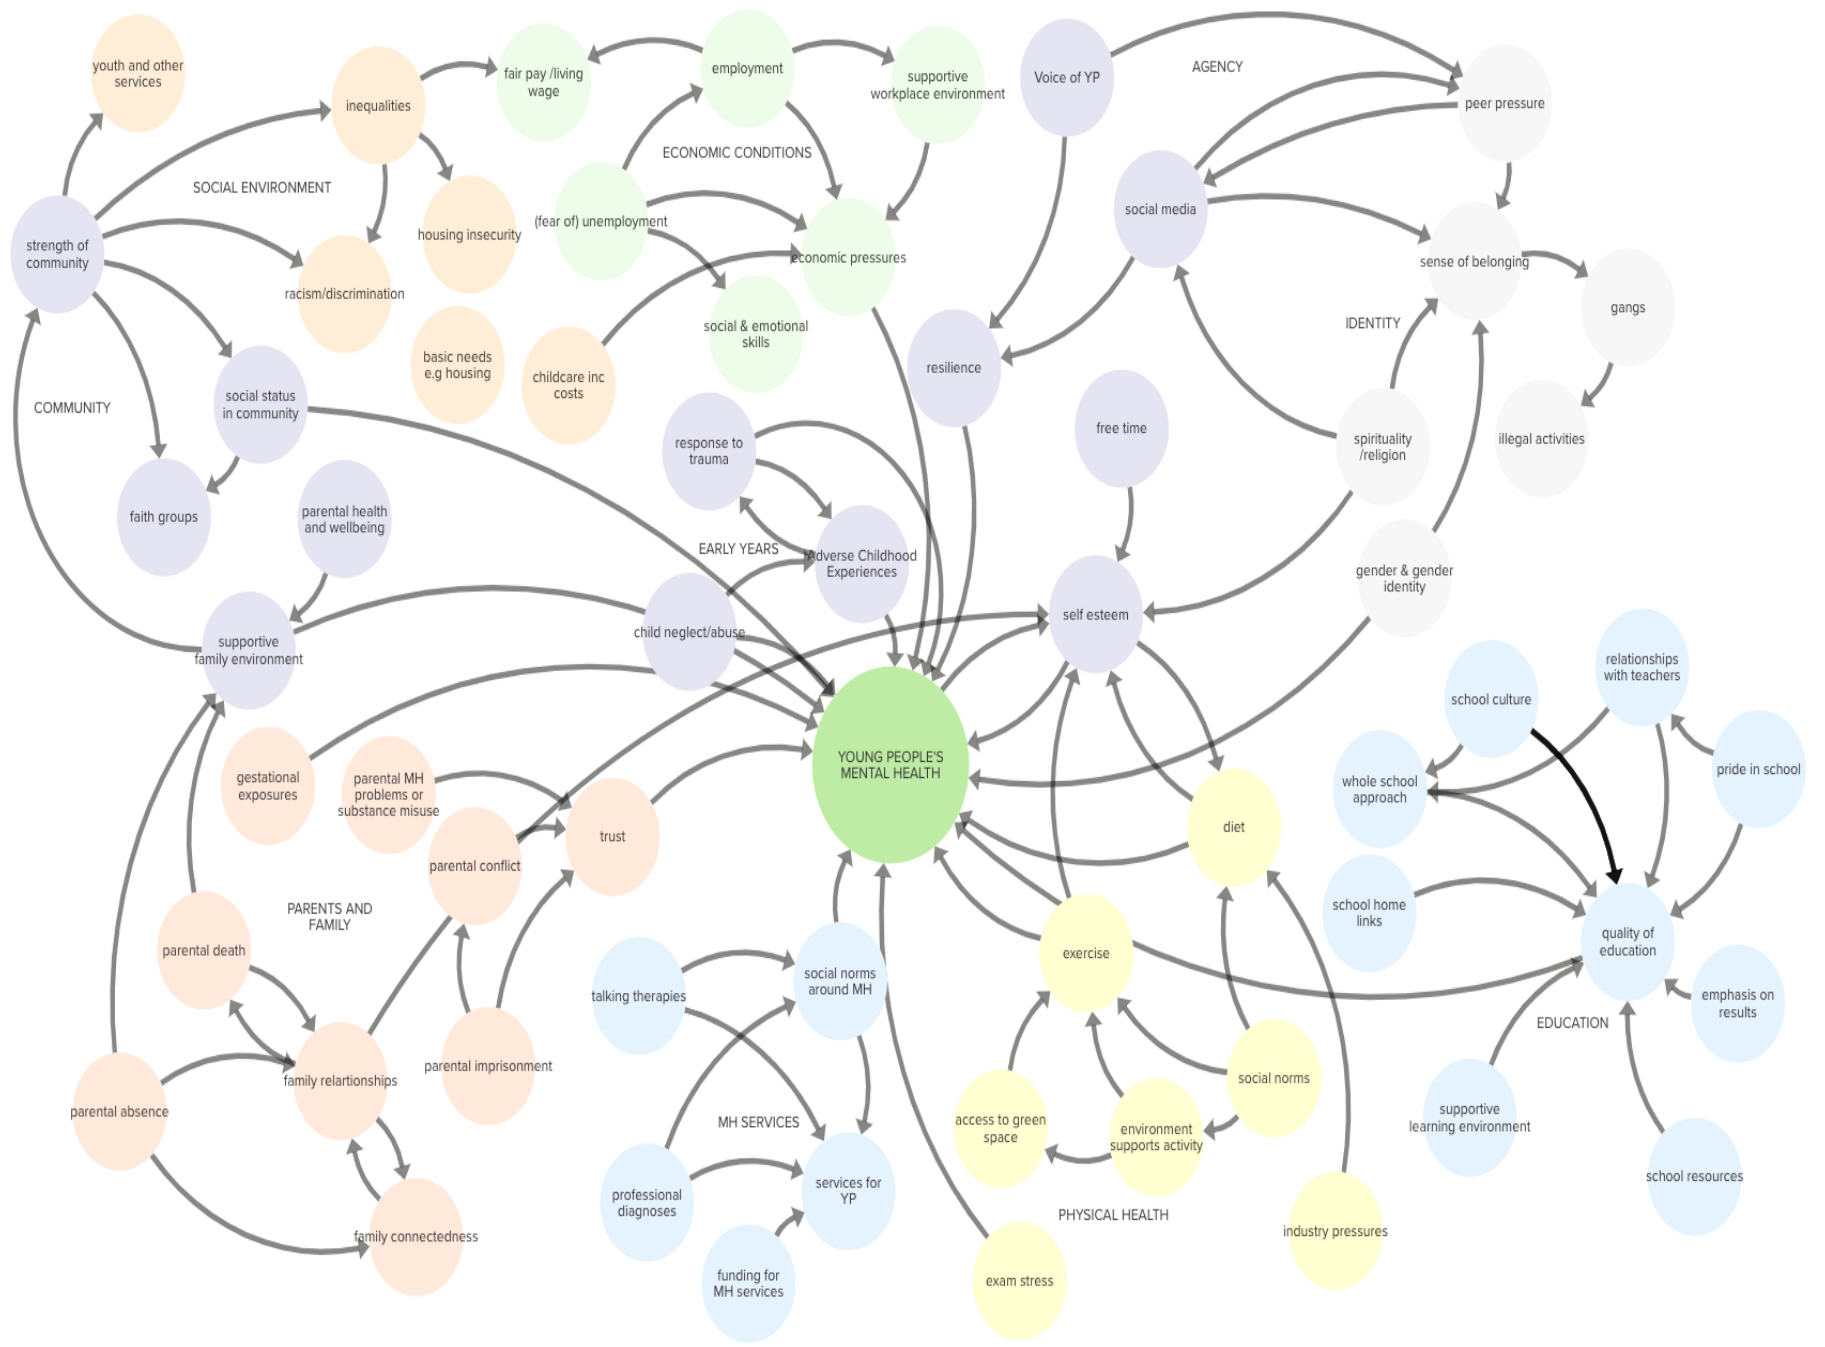 youth and other
services
inequalities
fair pay /living
wage
employment
supportive
workplace environment
Voice of YP
AGENCY
peer pressure
SOCIAL ENVIRONMENT
ECONOMIC CONDITIONS
strength of
community
housing insecurity
racism/discrimination
(fear of) unemployment
economic pressures
social media
sense of belonging
gangs
IDENTITY
social & emotional
skills
basic needs
e.g housing
childcare inc
costs
resilience
COMMUNITY
social status
in community
response to
trauma
free time
spirituality
/religion
illegal activities
faith groups
parental health
and wellbeing
EARLY YEARS
Adverse Childhood
Experiences
gender & gender
identity
supportive
family environment
child neglect/abuse
self esteem
relationships
with teachers
school culture
gestational
exposures
parental MH
problems or
substance misuse
YOUNG PEOPLE'S
MENTAL HEALTH
whole school
approach
pride in school
parental conflict
trust
diet
PARENTS AND
FAMILY
school home
links
quality of
education
parental death
exercise
talking therapies
social norms
around MH
emphasis on
results
EDUCATION
family relartionships
parental imprisonment
social norms
parental absence
MH SERVICES
access to green
space
environment
supports activity
supportive
learning environment
school resources
professional
diagnoses
services for
YP
PHYSICAL HEALTH
family connectedness
industry pressures
funding for
MH services
exam stress